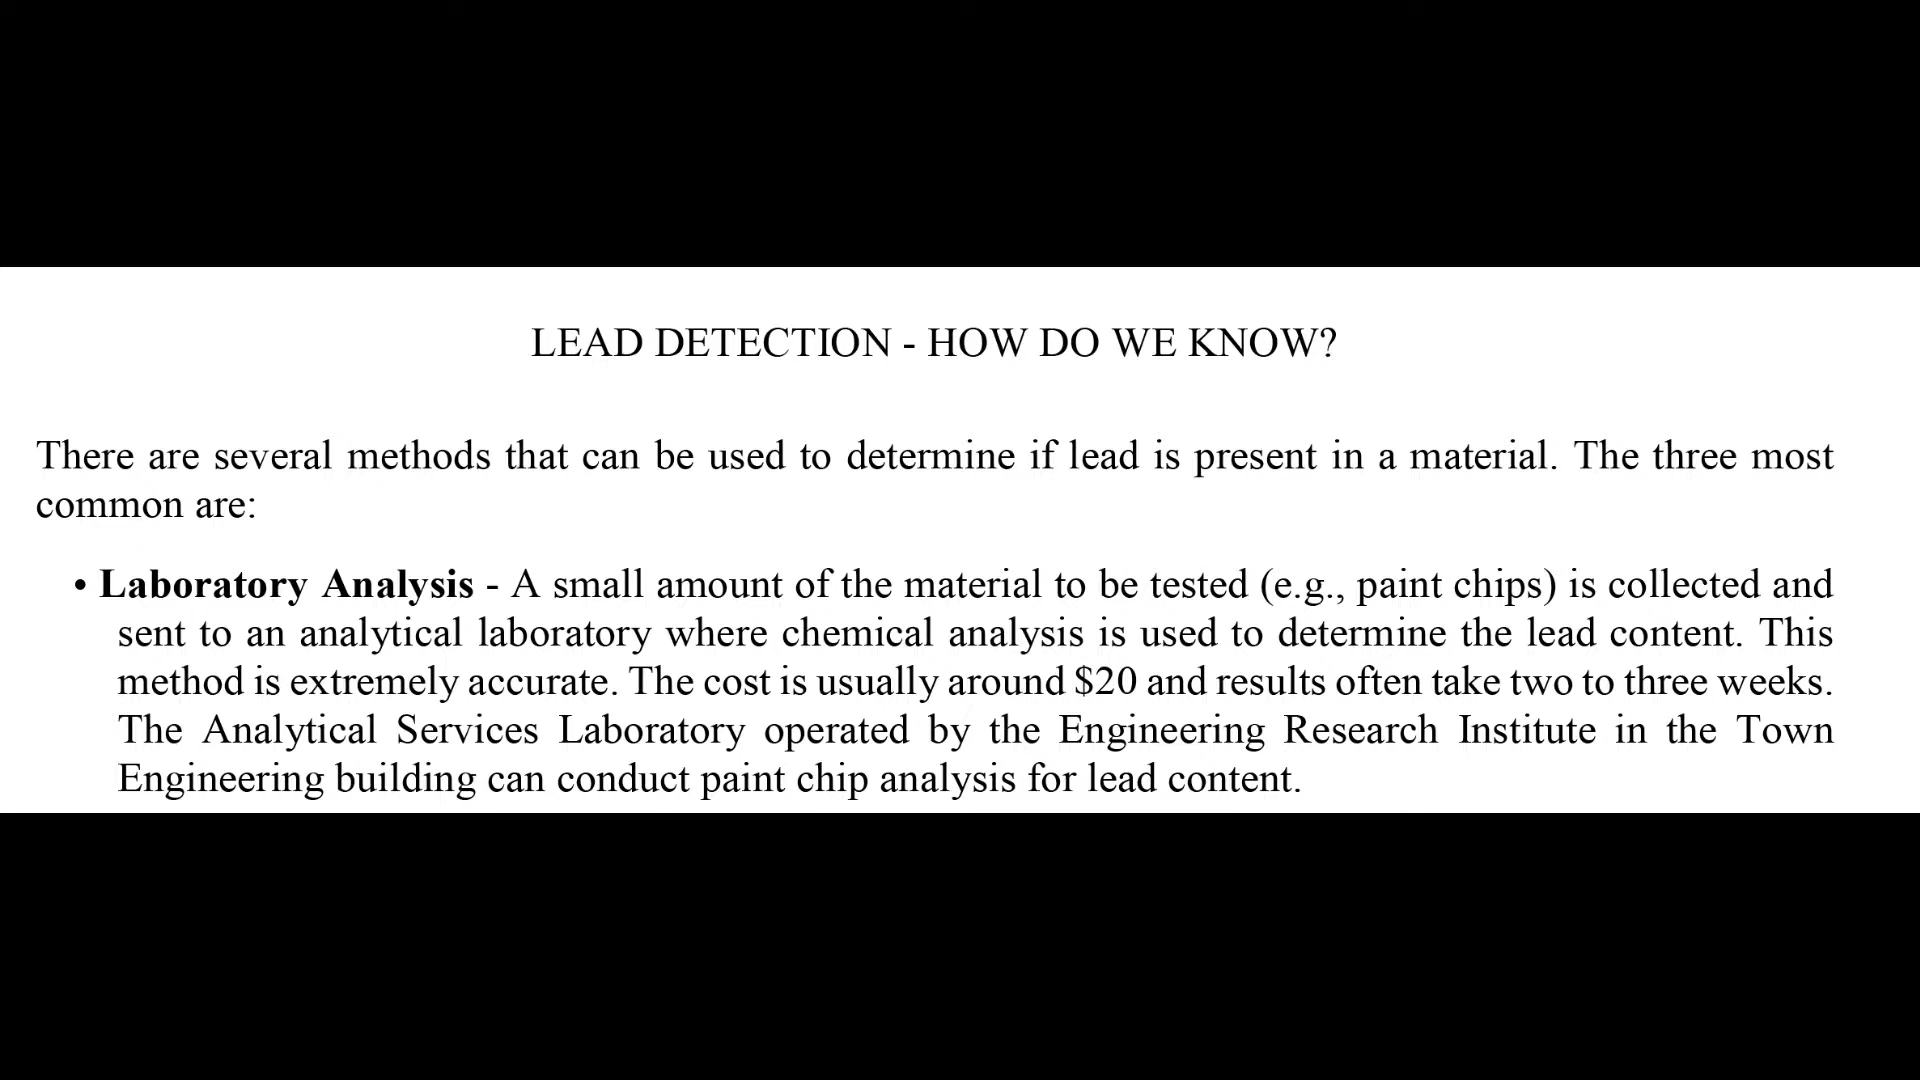 LEAD DETECTION - HOW DO WE KNOW?
There are several methods that can be used to determine if lead is present in a material. The three most
common are:
• Laboratory Analysis - A small amount of the material to be tested (e.g., paint chips) is collected and
sent to an analytical laboratory where chemical analysis is used to determine the lead content. This
method is extremely accurate. The cost is usually around $20 and results often take two to three weeks.
The Analytical Services Laboratory operated by the Engineering Research Institute in the Town
Engineering building can conduct paint chip analysis for lead content.